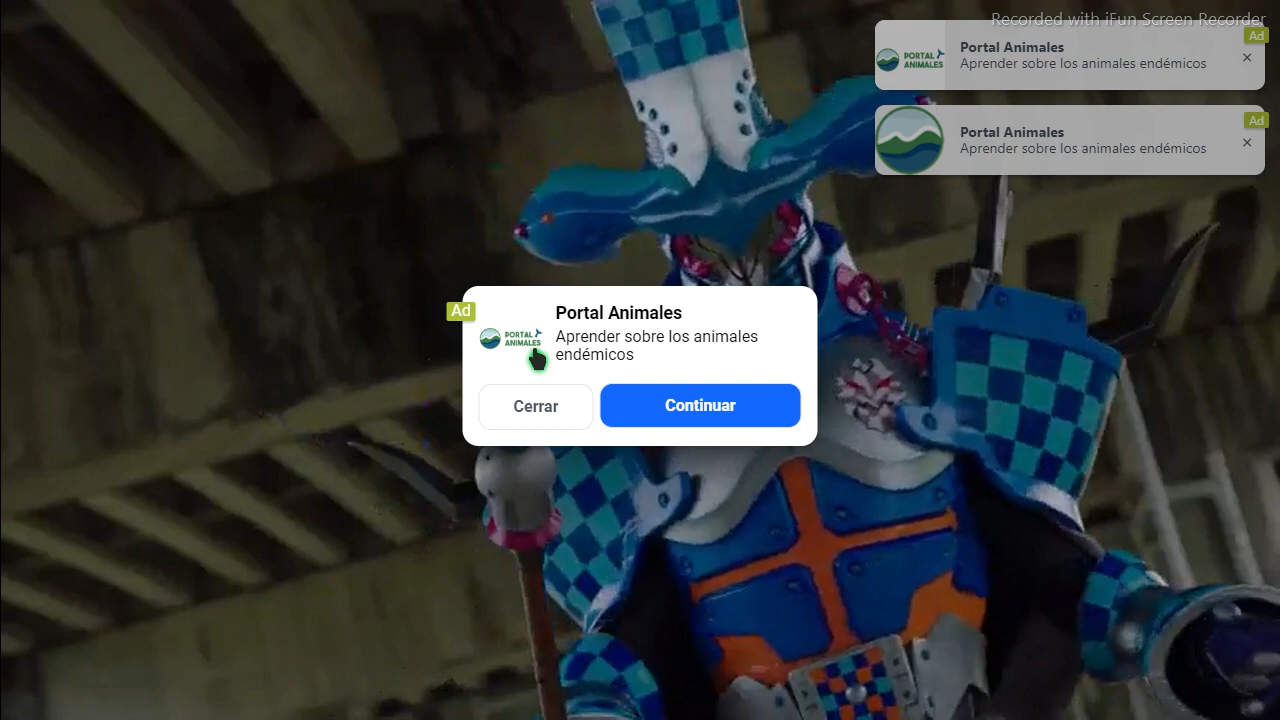 Recorded with iFun Screen Recorder
Ad
PORTAL
ANIMALES
Portal Animales
Aprender sobre los animales endémicos
×
Ad
Portal Animales
Aprender sobre los animales endémicos
×
Ad
PORTAL
ANIMALES
Portal Animales
Aprender sobre los animales
endémicos
Cerrar
Continuar